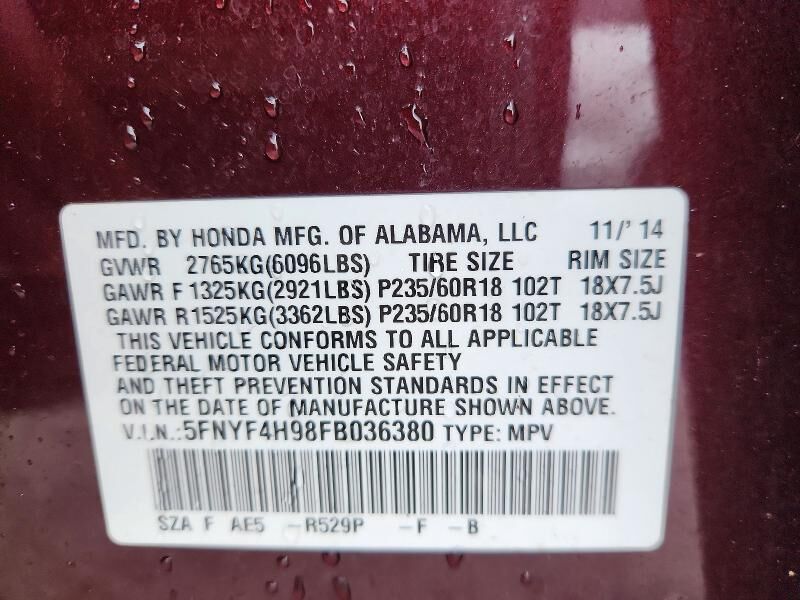 MFD. BY HONDA MFG. OF ALABAMA, LLC 11/'14
GVWR 2765KG(6096LBS) TIRE SIZE RIM SIZE
GAWR F 1325KG(2921LBS) P235/60R18 102T 18X7.5J
GAWR R1525KG(3362LBS) P235/60R18 102T 18X7.5J
THIS VEHICLE CONFORMS TO ALL APPLICABLE
FEDERAL MOTOR VEHICLE SAFETY
AND THEFT PREVENTION STANDARDS IN EFFECT
ON THE DATE OF MANUFACTURE SHOWN ABOVE.
V.I.N.:5FNYF4H98FB036380 TYPE: MPV
SZA F AE5 -R529P -F -B